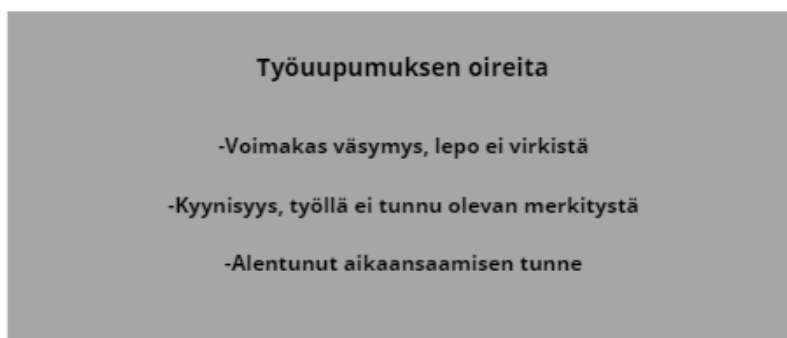 Työuupumuksen oireita
-Voimakas väsymys, lepo ei virkistä
-Kyynisyys, työllä ei tunnu olevan merkitystä
-Alentunut aikaansaamisen tunne